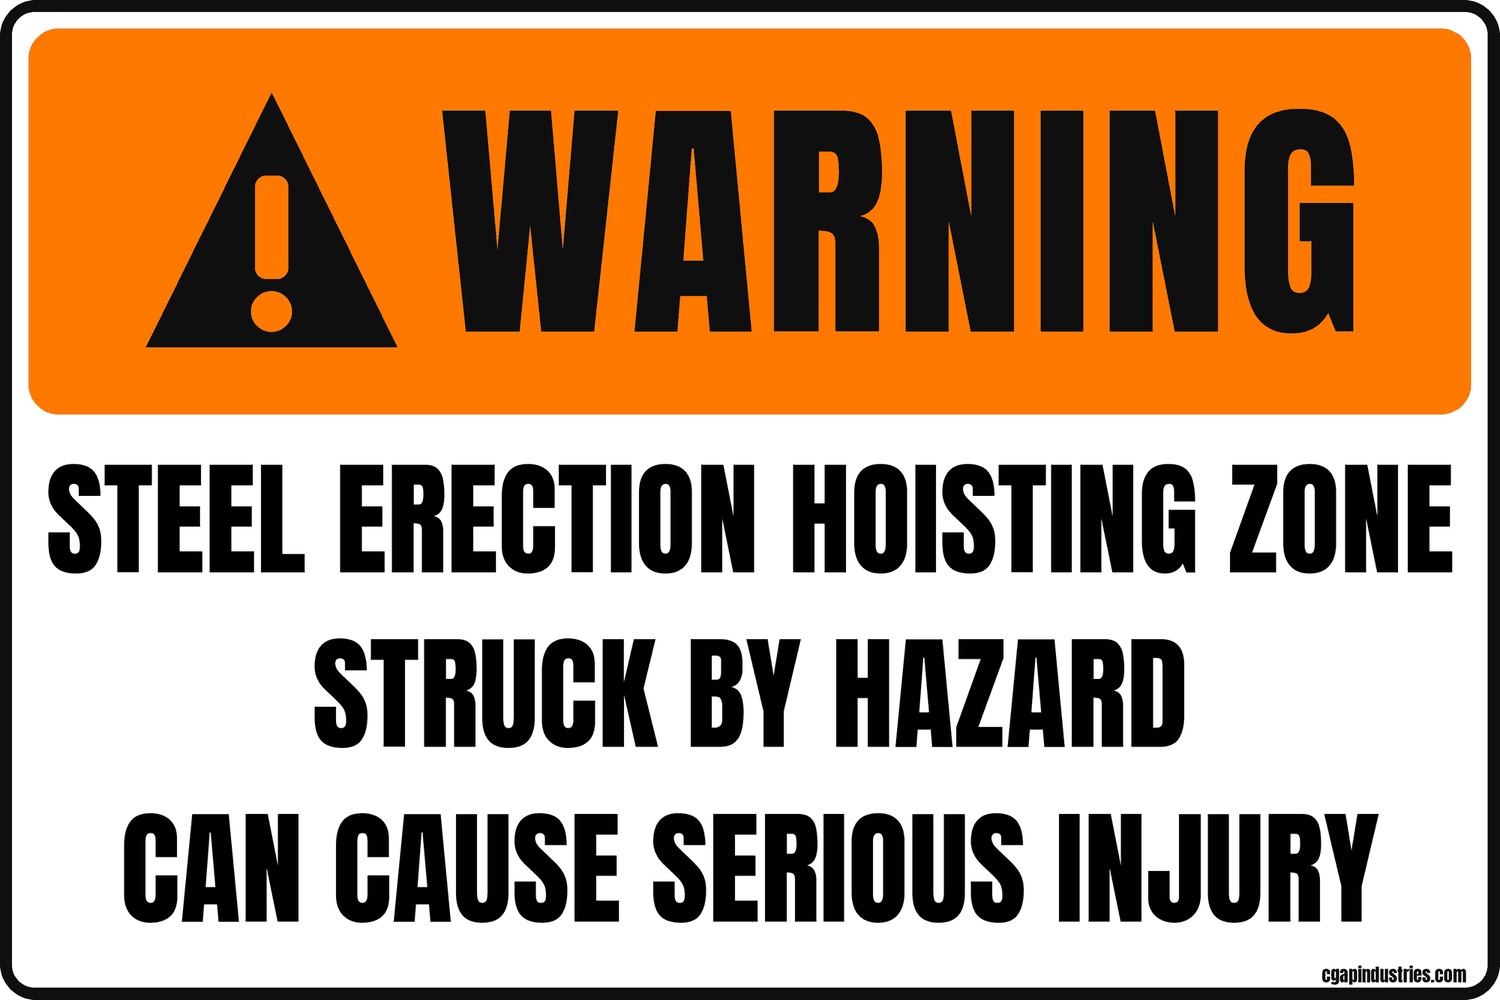 WARNING
STEEL ERECTION HOISTING ZONE
STRUCK BY HAZARD
CAN CAUSE SERIOUS INJURY
cgapindustries.com